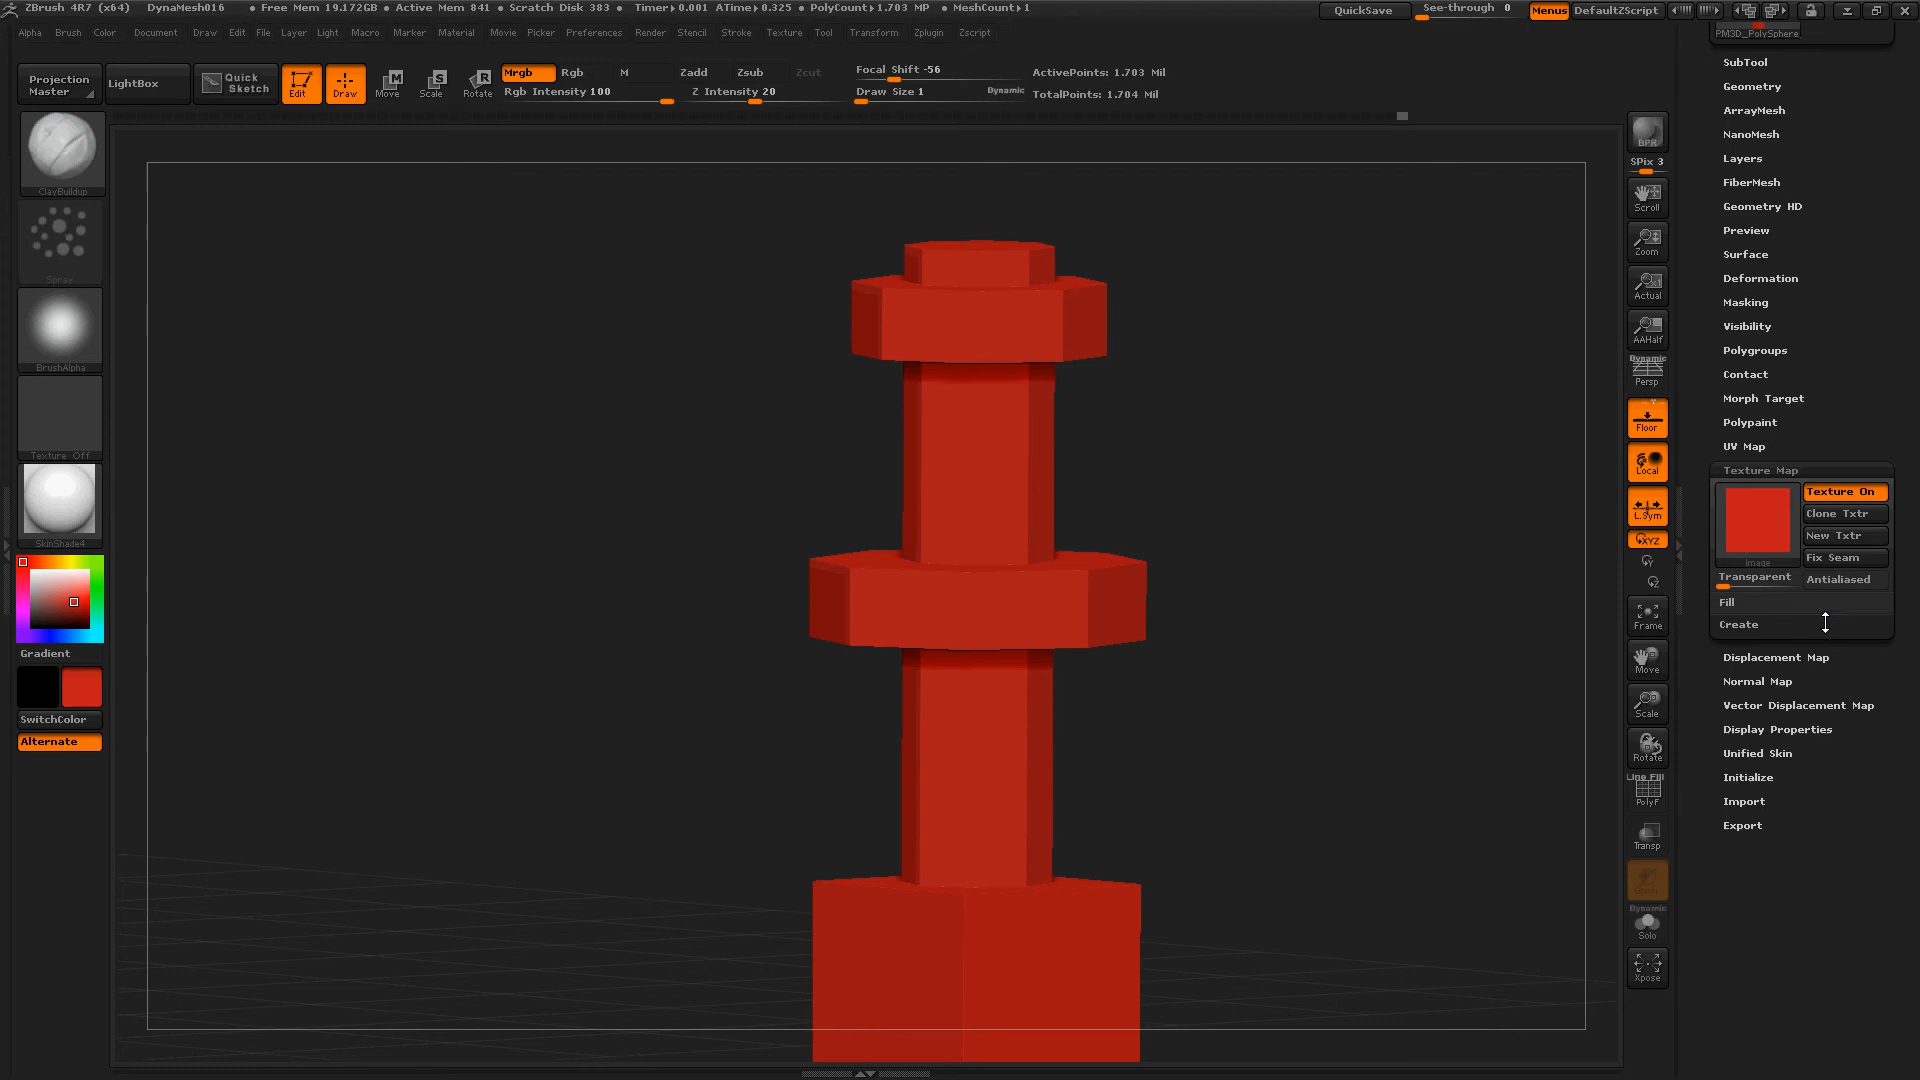 ZBrush 4R7 (x64) DynaMesh016 • Free Mem 19.172GB • Active Mem 841 • Scratch Disk 383 • Timer▸0.001 ATime▸0.325 • PolyCount▸1.703 MP • MeshCount▸1 QuickSave See-through 0 Menus DefaultZScript
Alpha Brush Color Document Draw Edit File Layer Light Macro Marker Material Movie Picker Preferences Render Stencil Stroke Texture Tool Transform Zplugin Zscript
Projection Master
LightBox
Quick Sketch
Edit
Draw
Move
Scale
Rotate
Mrgb Rgb M
Rgb Intensity 100
Zadd Zsub Zcut
Z Intensity 20
Focal Shift -56
Draw Size 1 Dynamic
ActivePoints: 1.703 Mil
TotalPoints: 1.704 Mil
ClayBuildup
Spray
BrushAlpha
Texture Off
SkinShade4
Gradient
SwitchColor
Alternate
BPR
SPix 3
Scroll
Zoom
Actual
AAHalf
Dynamic
Persp
Floor
Local
L.Sym
XYZ
Y
Z
Frame
Move
Scale
Rotate
Line Fill
PolyF
Transp
Ghost
Dynamic
Solo
Xpose
PM3D_PolySphere
SubTool
Geometry
ArrayMesh
NanoMesh
Layers
FiberMesh
Geometry HD
Preview
Surface
Deformation
Masking
Visibility
Polygroups
Contact
Morph Target
Polypaint
UV Map
Texture Map
Texture On
Clone Txtr
New Txtr
Fix Seam
Image
Transparent Antialiased
Fill
Create
Displacement Map
Normal Map
Vector Displacement Map
Display Properties
Unified Skin
Initialize
Import
Export